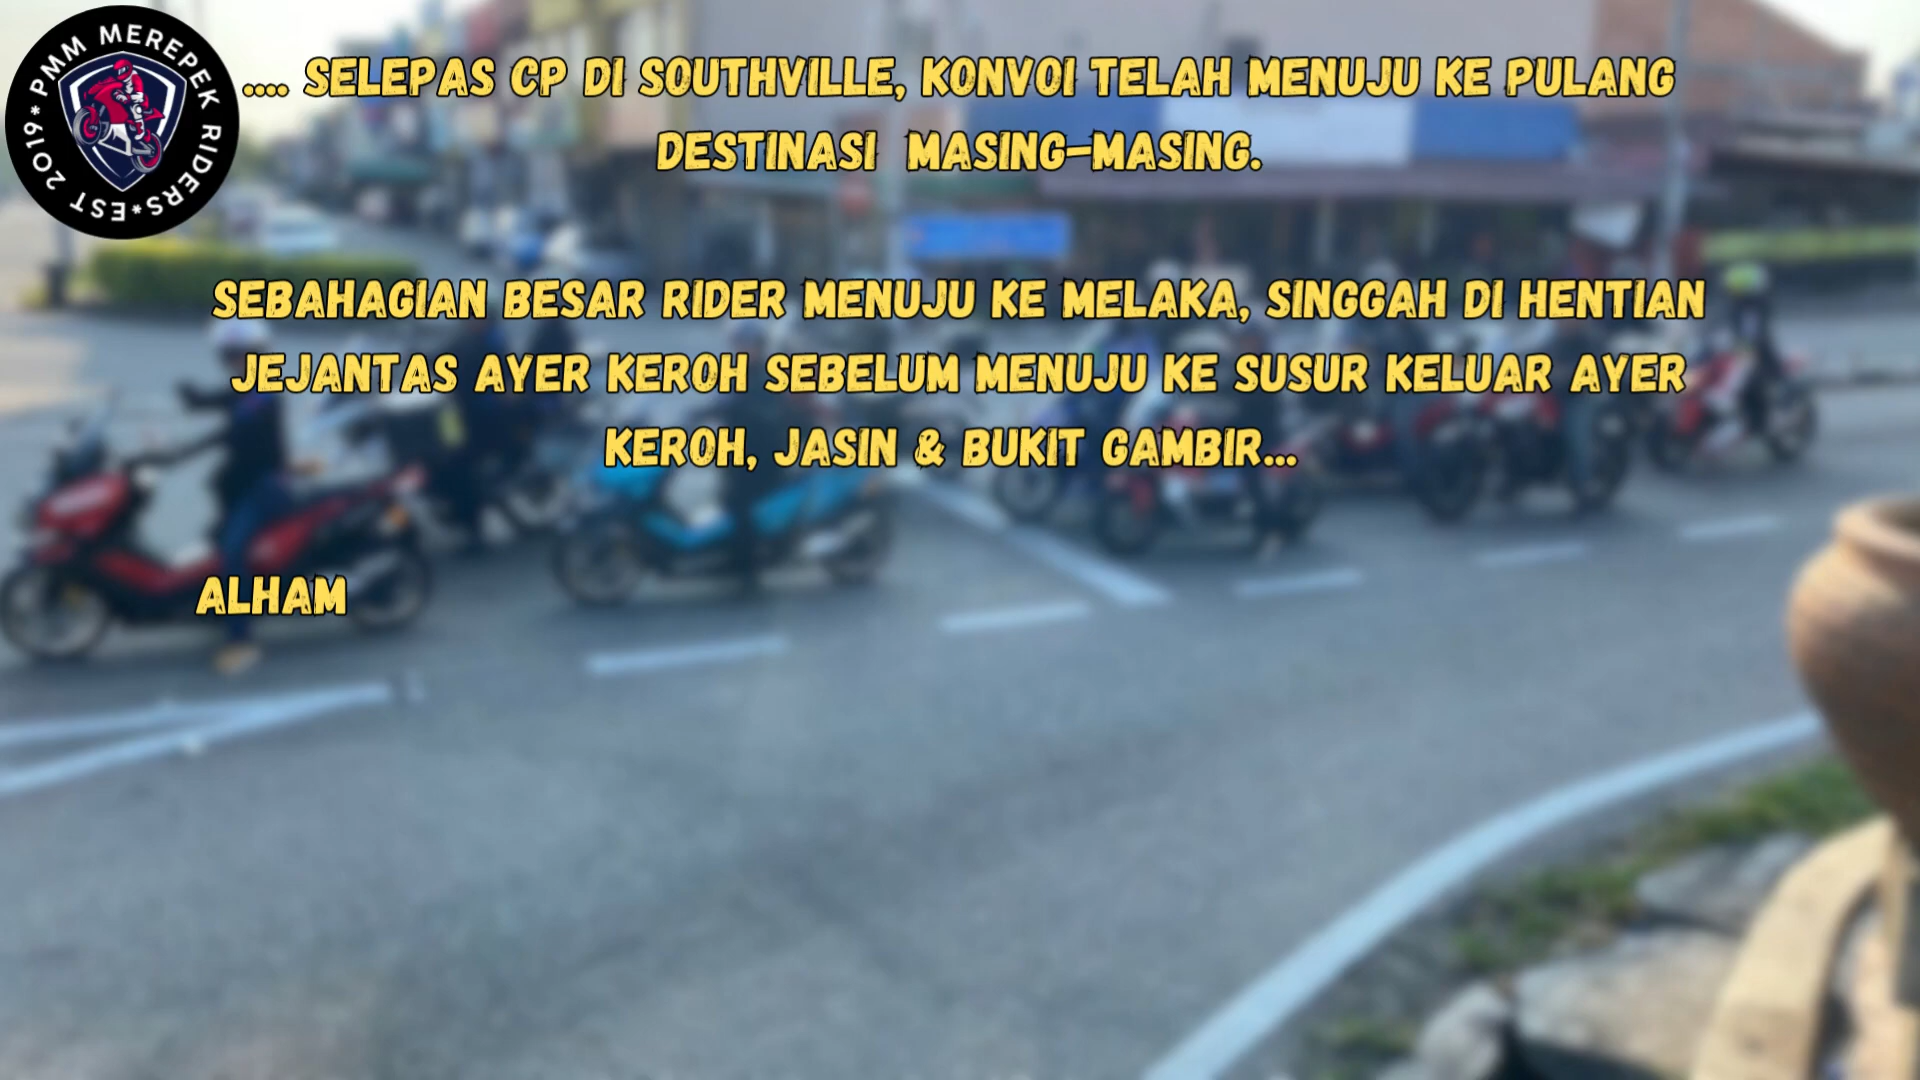 PMM MEREPEK RIDERS*EST 2019*
.... SELEPAS CP DI SOUTHVILLE, KONVOI TELAH MENUJU KE PULANG
DESTINASI MASING-MASING.
SEBAHAGIAN BESAR RIDER MENUJU KE MELAKA, SINGGAH DI HENTIAN
JEJANTAS AYER KEROH SEBELUM MENUJU KE SUSUR KELUAR AYER
KEROH, JASIN & BUKIT GAMBIR...
ALHAM